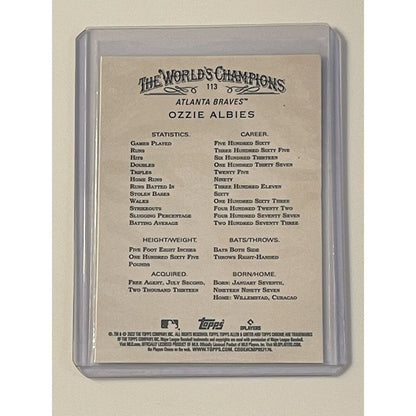 THE WORLD'S CHAMPIONS
113
ATLANTA BRAVES™
OZZIE ALBIES
STATISTICS. CAREER.
GAMES PLAYED FIVE HUNDRED SIXTY
RUNS THREE HUNDRED SIXTY FIVE
HITS SIX HUNDRED THIRTEEN
DOUBLES ONE HUNDRED THIRTY SEVEN
TRIPLES TWENTY FIVE
HOME RUNS NINETY
RUNS BATTED IN THREE HUNDRED ELEVEN
STOLEN BASES SIXTY
WALKS ONE HUNDRED SIXTY THREE
STRIKEOUTS FOUR HUNDRED TWENTY TWO
SLUGGING PERCENTAGE FOUR HUNDRED SEVENTY SEVEN
BATTING AVERAGE TWO HUNDRED SEVENTY THREE
HEIGHT/WEIGHT. BATS/THROWS.
FIVE FOOT EIGHT INCHES BATS BOTH SIDE
ONE HUNDRED SIXTY FIVE THROWS RIGHT-HANDED
POUNDS
ACQUIRED. BORN/HOME.
FREE AGENT, JULY SECOND, BORN: JANUARY SEVENTH,
TWO THOUSAND THIRTEEN NINETEEN NINETY SEVEN
HOME: WILLEMSTAD, CURACAO
Topps
PLAYERS